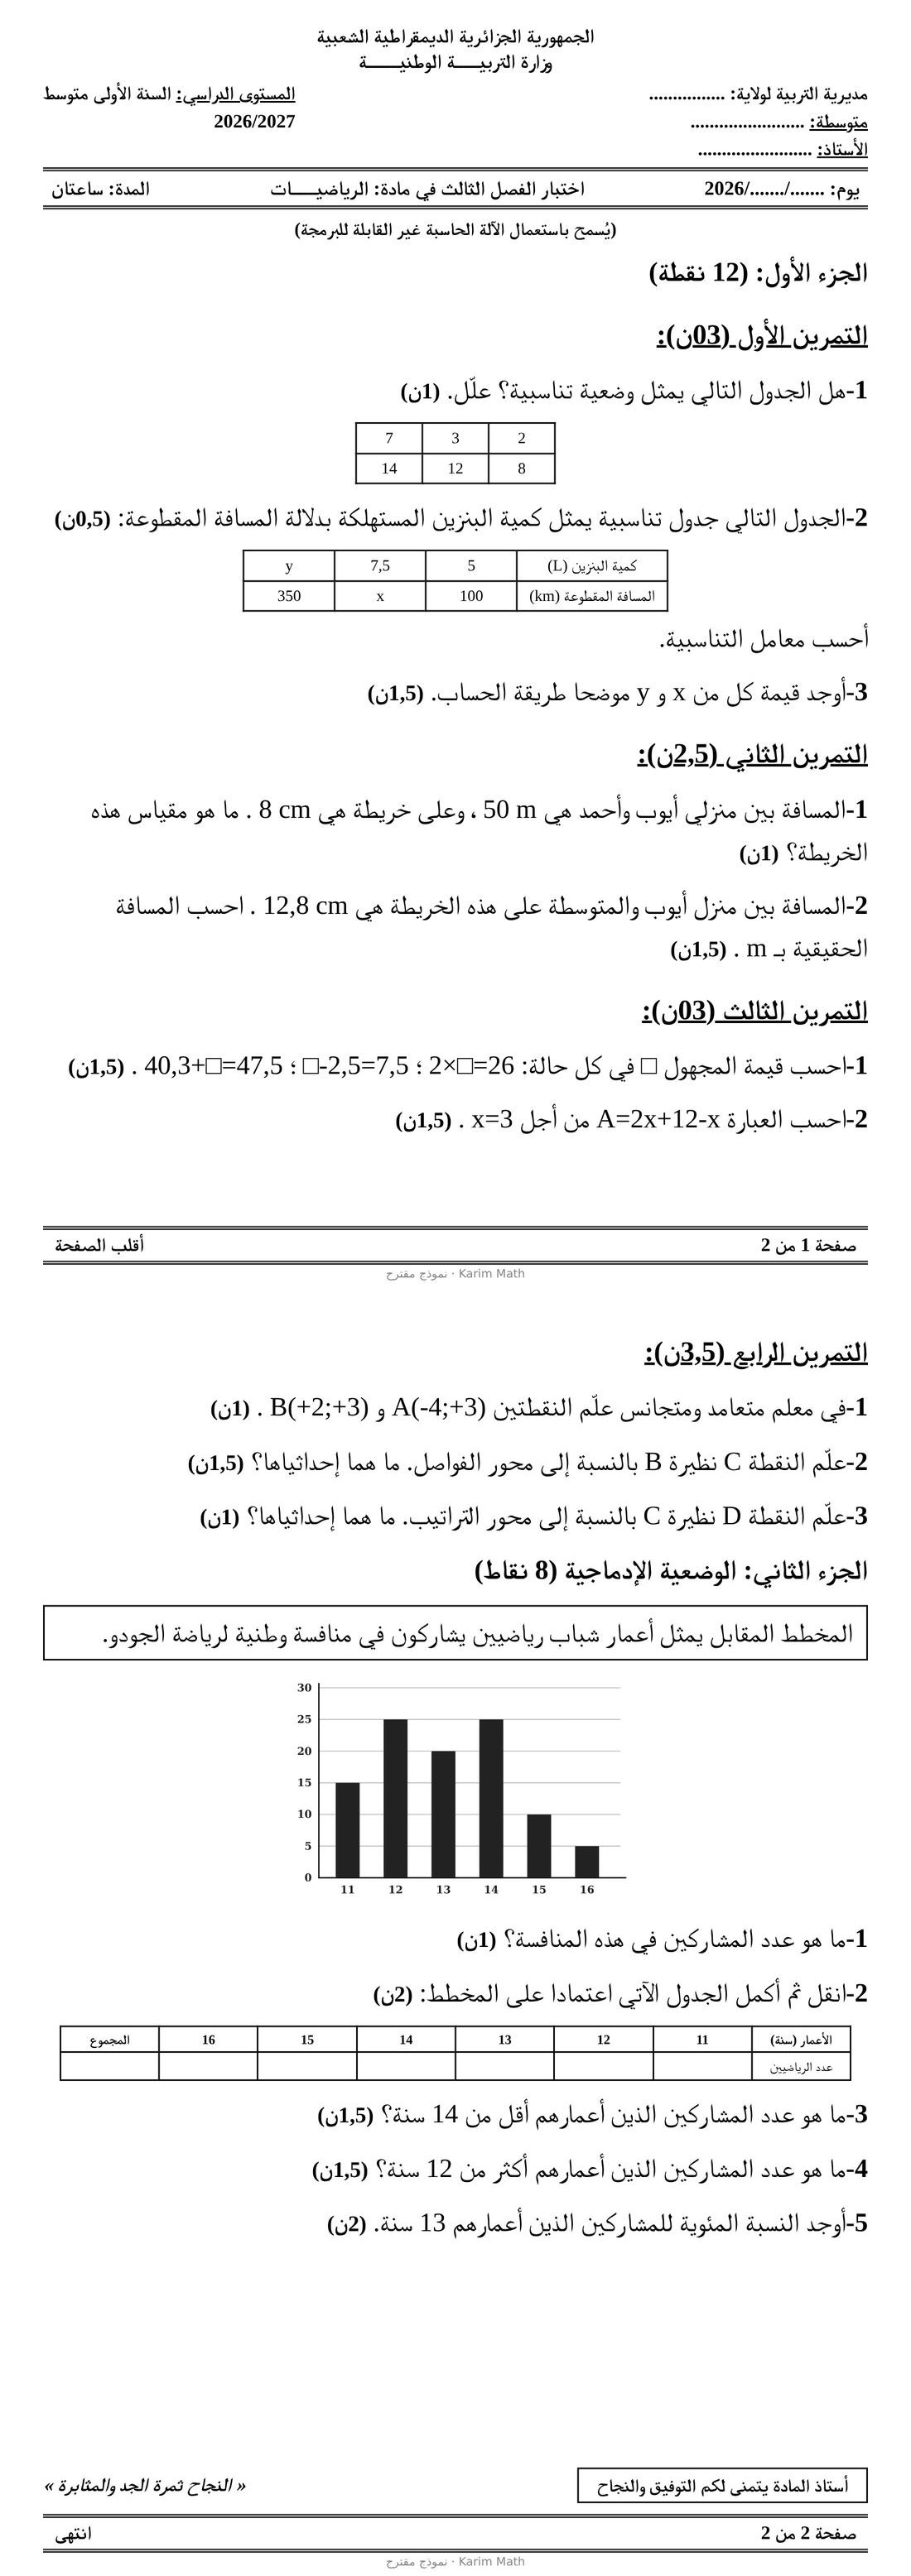 الجمهورية الجزائرية الديمقراطية الشعبية
وزارة التربيـــــة الوطنيـــــــة
مديرية التربية لولاية: ................
المستوى الدراسي: السنة الأولى متوسط
متوسطة: ........................
2026/2027
الأستاذ: ........................
يوم: ......./......./2026
اختبار الفصل الثالث في مادة: الرياضيـــــات
المدة: ساعتان
(يُسمح باستعمال الآلة الحاسبة غير القابلة للبرمجة)
الجزء الأول: (12 نقطة)
التمرين الأول (03ن):
1-هل الجدول التالي يمثل وضعية تناسبية؟ علّل. (1ن)
2 3 7
8 12 14
2-الجدول التالي جدول تناسبية يمثل كمية البنزين المستهلكة بدلالة المسافة المقطوعة: (0,5ن)
كمية البنزين (L) 5 7,5 y
المسافة المقطوعة (km) 100 x 350
أحسب معامل التناسبية.
3-أوجد قيمة كل من x و y موضحا طريقة الحساب. (1,5ن)
التمرين الثاني (2,5ن):
1-المسافة بين منزلي أيوب وأحمد هي 50 m ، وعلى خريطة هي 8 cm . ما هو مقياس هذه
الخريطة؟ (1ن)
2-المسافة بين منزل أيوب والمتوسطة على هذه الخريطة هي 12,8 cm . احسب المسافة
الحقيقية بـ m . (1,5ن)
التمرين الثالث (03ن):
1-احسب قيمة المجهول □ في كل حالة: 2×□=26 ؛ □-2,5=7,5 ؛ 40,3+□=47,5 . (1,5ن)
2-احسب العبارة A=2x+12-x من أجل x=3 . (1,5ن)
صفحة 1 من 2
أقلب الصفحة
Karim Math · نموذج مقترح
التمرين الرابع (3,5ن):
1-في معلم متعامد ومتجانس علّم النقطتين A(-4;+3) و B(+2;+3) . (1ن)
2-علّم النقطة C نظيرة B بالنسبة إلى محور الفواصل. ما هما إحداثياها؟ (1,5ن)
3-علّم النقطة D نظيرة C بالنسبة إلى محور التراتيب. ما هما إحداثياها؟ (1ن)
الجزء الثاني: الوضعية الإدماجية (8 نقاط)
المخطط المقابل يمثل أعمار شباب رياضيين يشاركون في منافسة وطنية لرياضة الجودو.
30
25
20
15
10
5
0
11 12 13 14 15 16
1-ما هو عدد المشاركين في هذه المنافسة؟ (1ن)
2-انقل ثم أكمل الجدول الآتي اعتمادا على المخطط: (2ن)
الأعمار (سنة) 11 12 13 14 15 16 المجموع
عدد الرياضيين
3-ما هو عدد المشاركين الذين أعمارهم أقل من 14 سنة؟ (1,5ن)
4-ما هو عدد المشاركين الذين أعمارهم أكثر من 12 سنة؟ (1,5ن)
5-أوجد النسبة المئوية للمشاركين الذين أعمارهم 13 سنة. (2ن)
أستاذ المادة يتمنى لكم التوفيق والنجاح
« النجاح ثمرة الجد والمثابرة »
صفحة 2 من 2
انتهى
Karim Math · نموذج مقترح